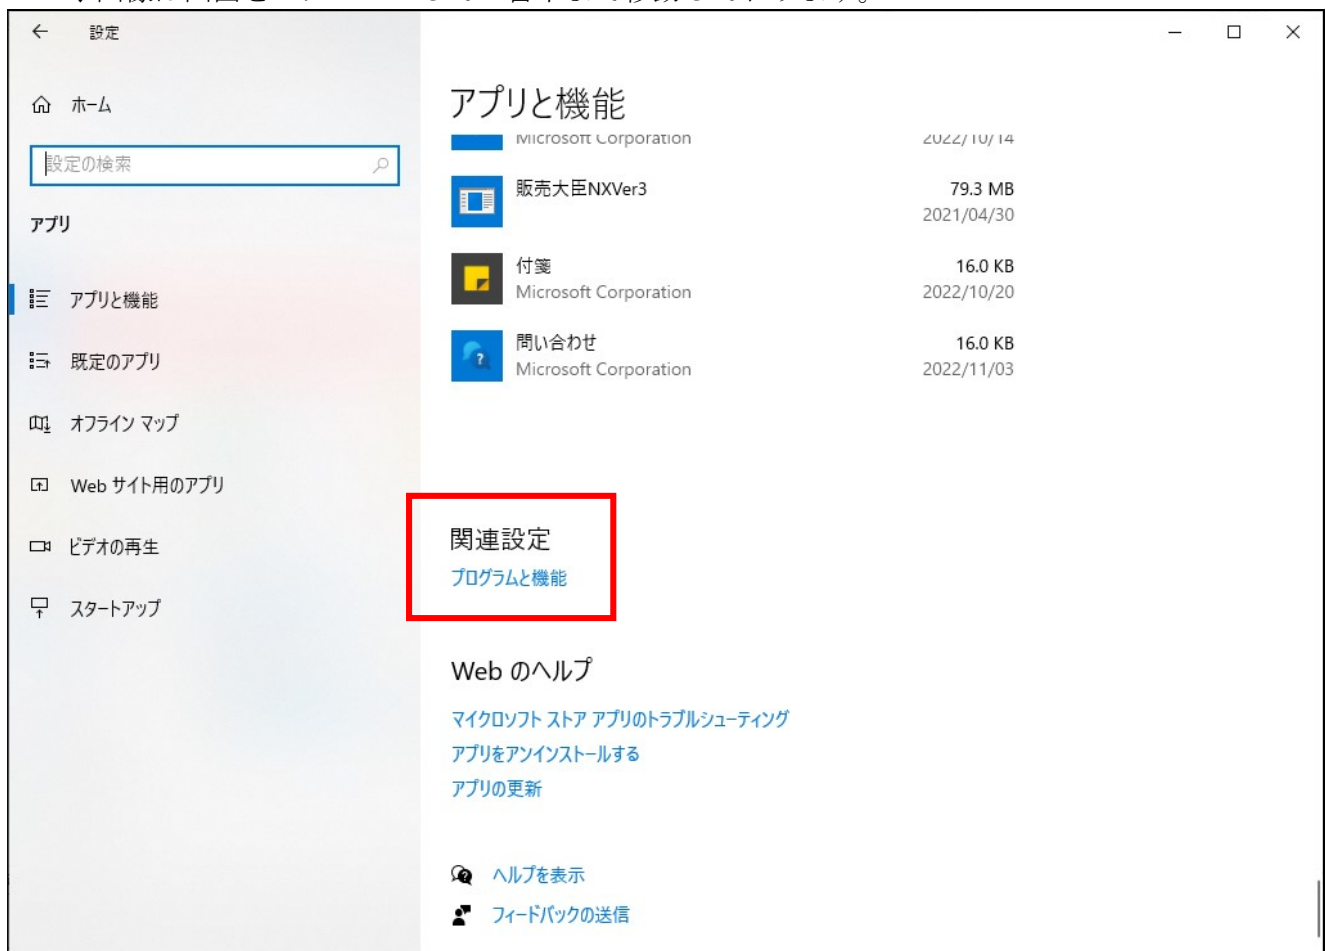 設定
ホーム
設定の検索
アプリ
アプリと機能
既定のアプリ
オフライン マップ
Web サイト用のアプリ
ビデオの再生
スタートアップ
アプリと機能
Microsoft Corporation 2022/10/14
販売大臣NXVer3 79.3 MB
2021/04/30
付箋 16.0 KB
Microsoft Corporation 2022/10/20
問い合わせ 16.0 KB
Microsoft Corporation 2022/11/03
関連設定
プログラムと機能
Web のヘルプ
マイクロソフト ストア アプリのトラブルシューティング
アプリをアンインストールする
アプリの更新
ヘルプを表示
フィードバックの送信